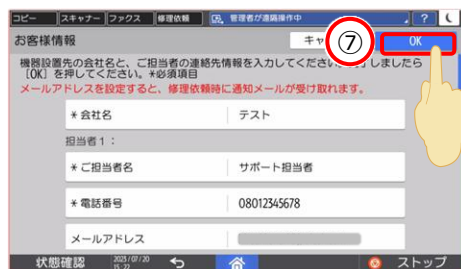 コピー スキャナー ファクス 修理依頼 管理者が遠隔操作中 ?
お客様情報 キャ ⑦ OK
機器設置先の会社と、ご担当者の連絡先情報を入力してください。 しましたら
[OK] を押してください。*必須項目
メールアドレスを設定すると、修理依頼時に通知メールが受け取れます。
* 会社名 テスト
担当者1:
* ご担当者名 サポート担当者
* 電話番号 08012345678
メールアドレス
状態確認 2023/07/20 ストップ
15:22